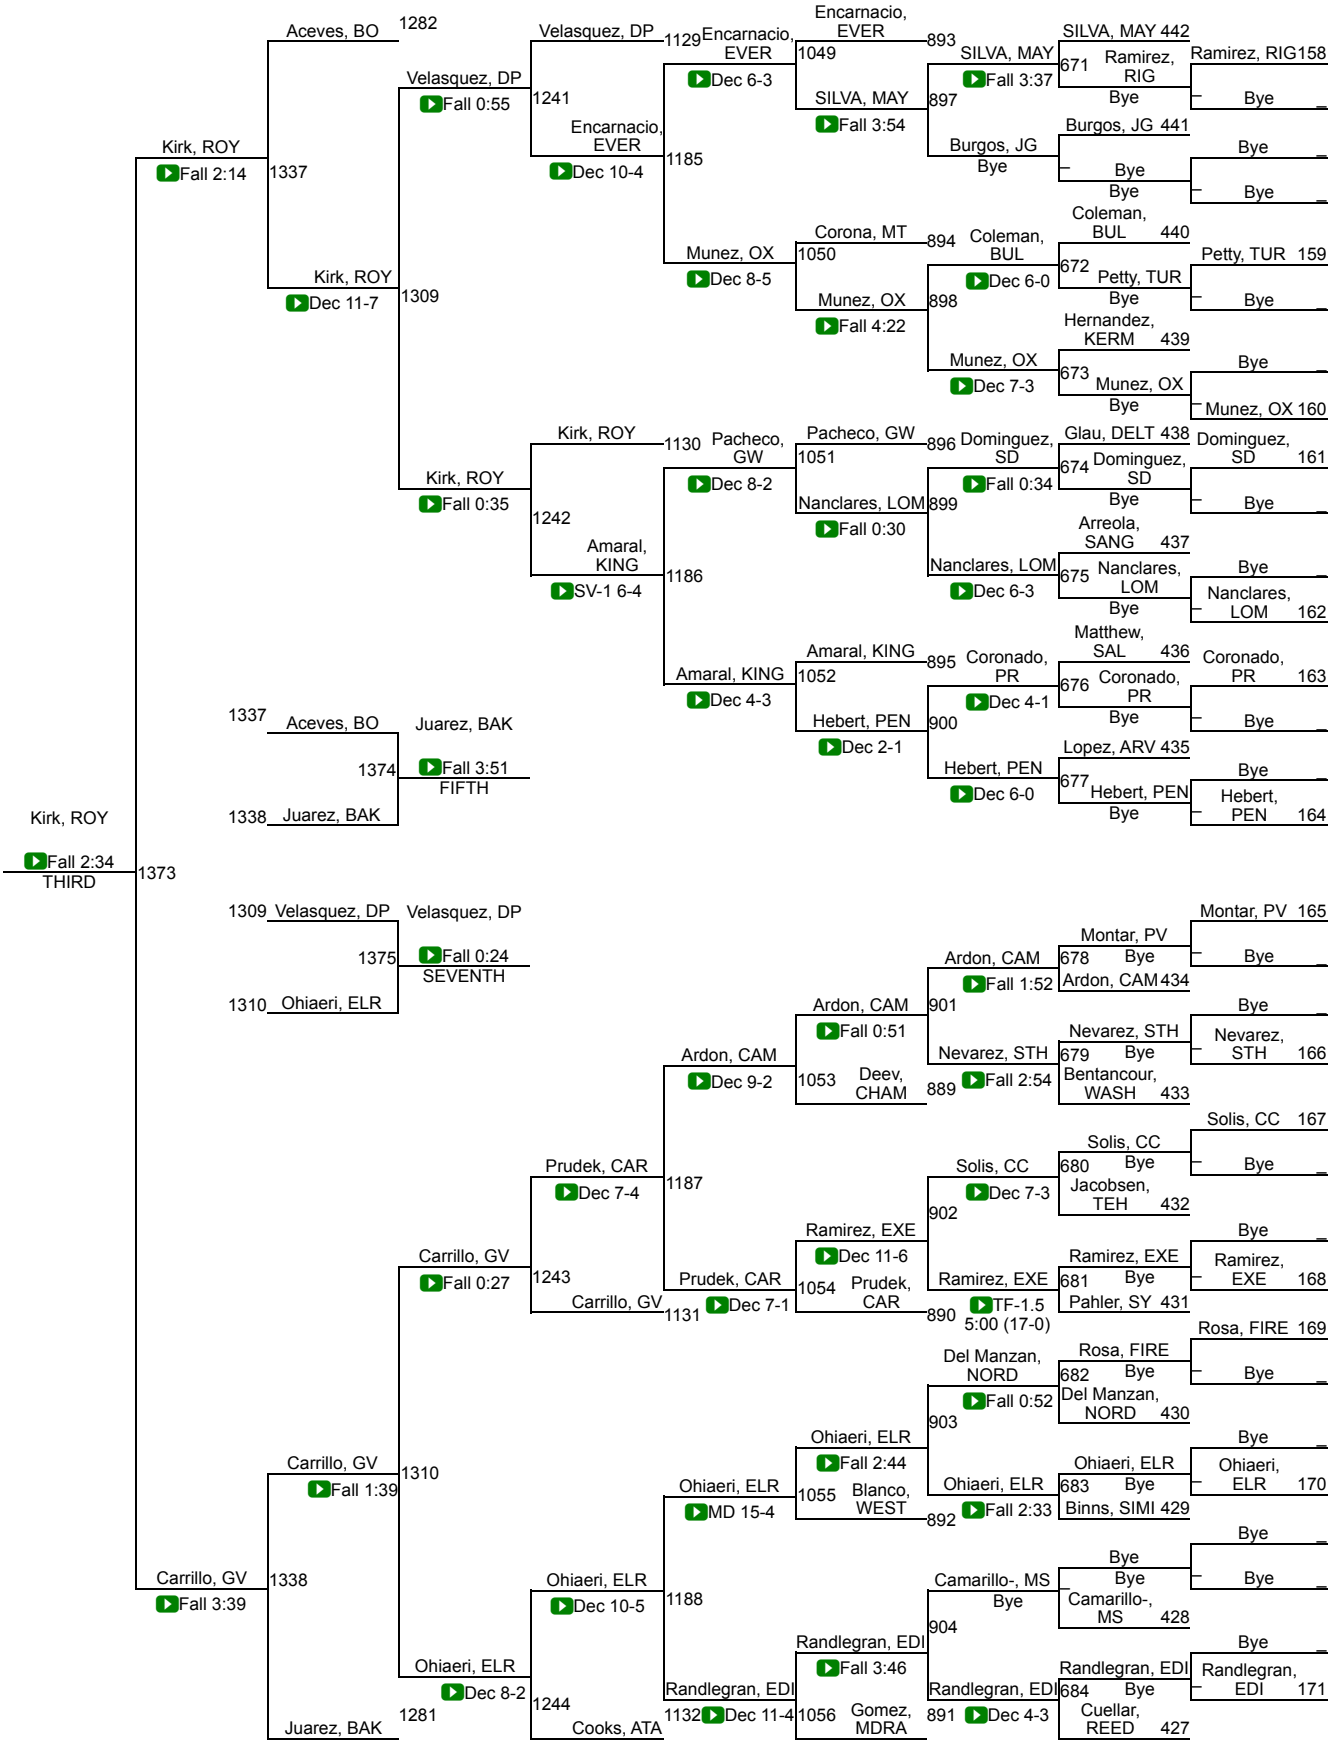 Encarnacio,
EVER
893
Aceves, BO
1282
Velasquez, DP
1129
Encarnacio,
EVER
Dec 6-3
1049
SILVA, MAY
Fall 3:54
897
SILVA, MAY
Fall 3:37
SILVA, MAY 442
671
Ramirez,
RIG
Bye
Ramirez, RIG158
_
Bye
_
Burgos, JG 441
_
Bye
Bye
Bye
_
_
Bye
_
Burgos, JG
Bye
Velasquez, DP
Fall 0:55
1241
Encarnacio,
EVER
Dec 10-4
1185
Kirk, ROY
Fall 2:14
1337
Kirk, ROY
Dec 11-7
1309
Munez, OX
Dec 8-5
Corona, MT
894
1050
Munez, OX
Fall 4:22
898
Coleman,
BUL
Dec 6-0
Coleman,
BUL 440
672
Petty, TUR
Bye
Petty, TUR 159
_
Bye
_
Munez, OX
Dec 7-3
Hernandez,
KERM 439
673
Munez, OX
Bye
Bye
_
_
Munez, OX 160
Kirk, ROY
Fall 0:35
Kirk, ROY
1130
1242
Amaral,
KING
SV-1 6-4
1186
Pacheco,
GW
Dec 8-2
Pacheco, GW
896
1051
Nanclares, LOM
Fall 0:30
899
Dominguez,
SD
Fall 0:34
Glau, DELT 438
674
Dominguez,
SD
Bye
Dominguez,
SD 161
_
Bye
_
Nanclares, LOM
Dec 6-3
Arreola,
SANG 437
675
Nanclares,
LOM
Bye
Bye
_
_
Nanclares,
LOM 162
Amaral, KING
Dec 4-3
Amaral, KING
895
1052
Hebert, PEN
Dec 2-1
900
Coronado,
PR
Dec 4-1
Matthew,
SAL 436
676
Coronado,
PR
Bye
Coronado,
PR 163
_
Bye
_
Hebert, PEN
Dec 6-0
Lopez, ARV 435
677
Hebert, PEN
Bye
Bye
_
_
Hebert,
PEN 164
1337
Aceves, BO
1374
1338
Juarez, BAK
Juarez, BAK
Fall 3:51
FIFTH
Kirk, ROY
Fall 2:34
THIRD
1373
1309
Velasquez, DP
1375
1310
Ohiaeri, ELR
Velasquez, DP
Fall 0:24
SEVENTH
Ardon, CAM
Dec 9-2
Ardon, CAM
Fall 0:51
1053
Deev,
CHAM
889
Ardon, CAM
Fall 1:52
901
Montar, PV
678
Bye
Ardon, CAM 434
Montar, PV 165
_
Bye
_
Nevarez, STH
Fall 2:54
Nevarez, STH
679
Bye
Bentancour,
WASH 433
Bye
_
_
Nevarez,
STH 166
Prudek, CAR
Dec 7-4
1187
Prudek, CAR
Dec 7-1
Ramirez, EXE
Dec 11-6
1054
Prudek,
CAR
890
Solis, CC
Dec 7-3
902
Solis, CC
680
Bye
Jacobsen,
TEH 432
Solis, CC 167
_
Bye
_
Ramirez, EXE
TF-1.5
5:00 (17-0)
Ramirez, EXE
681
Bye
Pahler, SY 431
Bye
_
_
Ramirez,
EXE 168
Carrillo, GV
Fall 0:27
1243
Carrillo, GV
1131
Carrillo, GV
Fall 1:39
1310
Ohiaeri, ELR
MD 15-4
Ohiaeri, ELR
Fall 2:44
1055
Blanco,
WEST
892
Del Manzan,
NORD
Fall 0:52
903
Rosa, FIRE
682
Bye
Del Manzan,
NORD 430
Rosa, FIRE 169
_
Bye
_
Ohiaeri, ELR
Fall 2:33
Ohiaeri, ELR
683
Bye
Binns, SIMI 429
Bye
_
_
Ohiaeri,
ELR 170
Carrillo, GV
Fall 3:39
1338
Ohiaeri, ELR
Dec 8-2
Ohiaeri, ELR
Dec 10-5
1188
1244
Cooks, ATA
1132
Randlegran, EDI
Dec 11-4
Randlegran, EDI
Fall 3:46
1056
Gomez,
MDRA
891
Camarillo-, MS
Bye
904
Bye
_
Bye
Camarillo-,
MS 428
Bye
_
_
Bye
_
Randlegran, EDI
Dec 4-3
Randlegran, EDI
684
Bye
Cuellar,
REED 427
Bye
_
_
Randlegran,
EDI 171
Juarez, BAK
1281